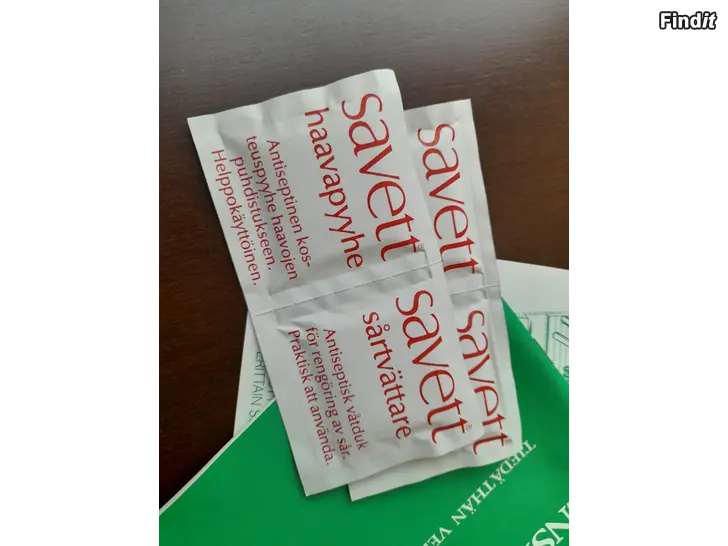 Findit
savett®
haavapyyhe
Antiseptinen kos-
teuspyyhe haavojen
puhdistukseen.
Helppokäyttöinen.
savett
sårtvättare
Antiseptisk våtduk
för rengöring av sår.
Praktisk att använda.
savett
savett
TIEDÄTHÄN